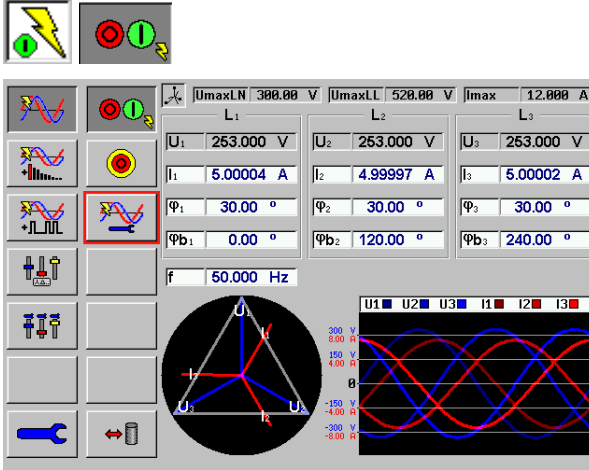 UmaxLN 300.00 V UmaxLL 520.00 V Imax 12.000 A
L1 L2 L3
U1 253.000 V U2 253.000 V U3 253.000 V
I1 5.00004 A I2 4.99997 A I3 5.00002 A
φ1 30.00 º φ2 30.00 º φ3 30.00 º
φb1 0.00 º φb2 120.00 º φb3 240.00 º
f 50.000 Hz
U1 U2 U3 I1 I2 I3
U1
I1
I3
U3 U2
I2
300 V
8.00 A
150 V
4.00 A
0
-150 V
-4.00 A
-300 V
-8.00 A